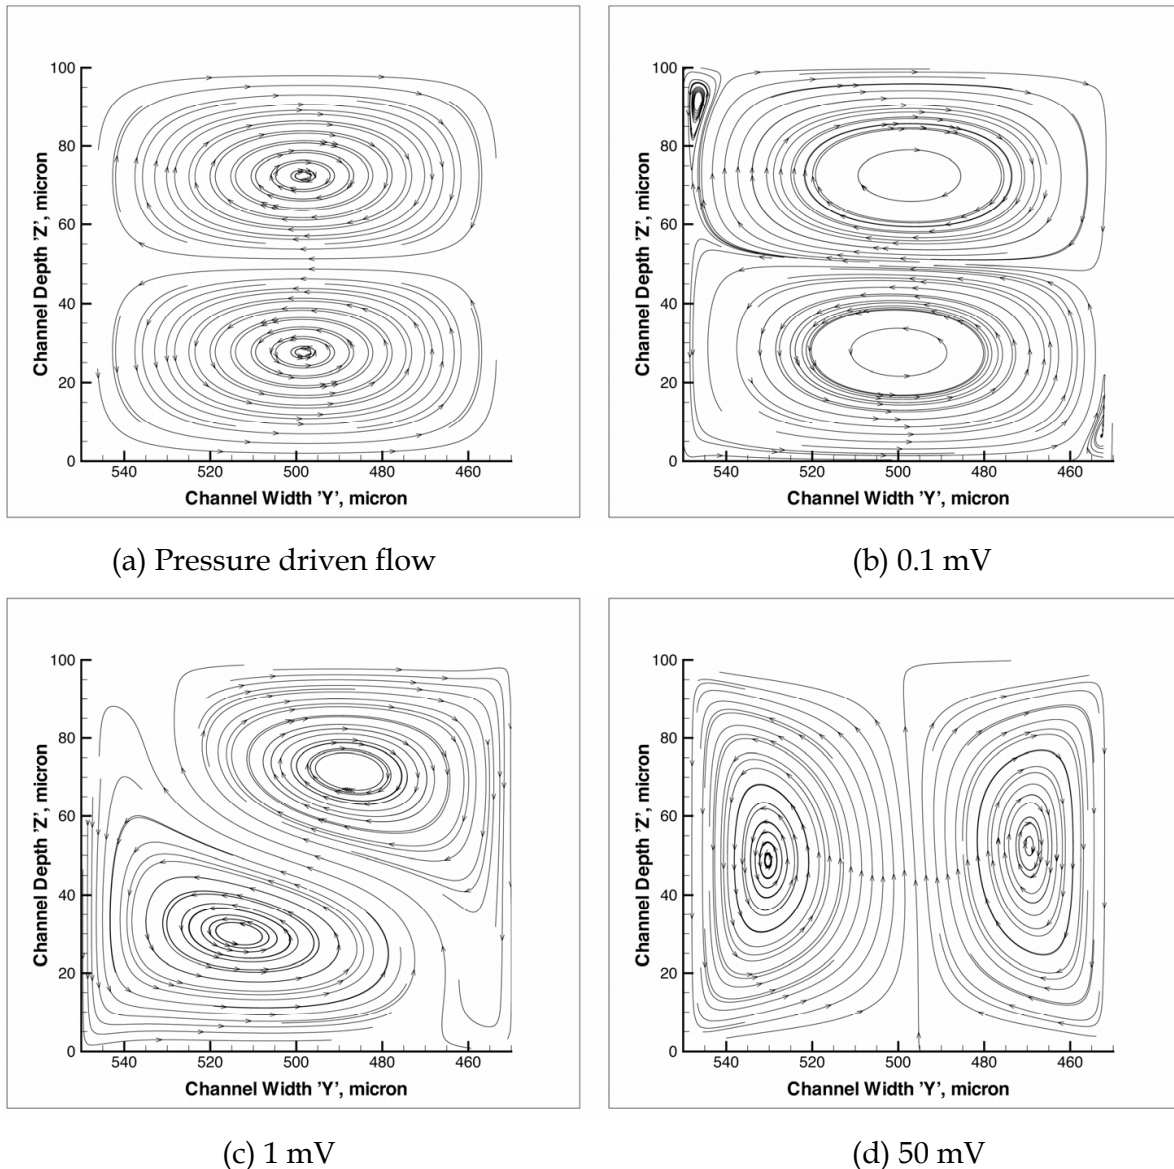 100
80
60
40
20
0
Channel Depth 'Z', micron
540 520 500 480 460
Channel Width 'Y', micron
(a) Pressure driven flow
100
80
60
40
20
0
Channel Depth 'Z', micron
540 520 500 480 460
Channel Width 'Y', micron
(b) 0.1 mV
100
80
60
40
20
0
Channel Depth 'Z', micron
540 520 500 480 460
Channel Width 'Y', micron
(c) 1 mV
100
80
60
40
20
0
Channel Depth 'Z', micron
540 520 500 480 460
Channel Width 'Y', micron
(d) 50 mV